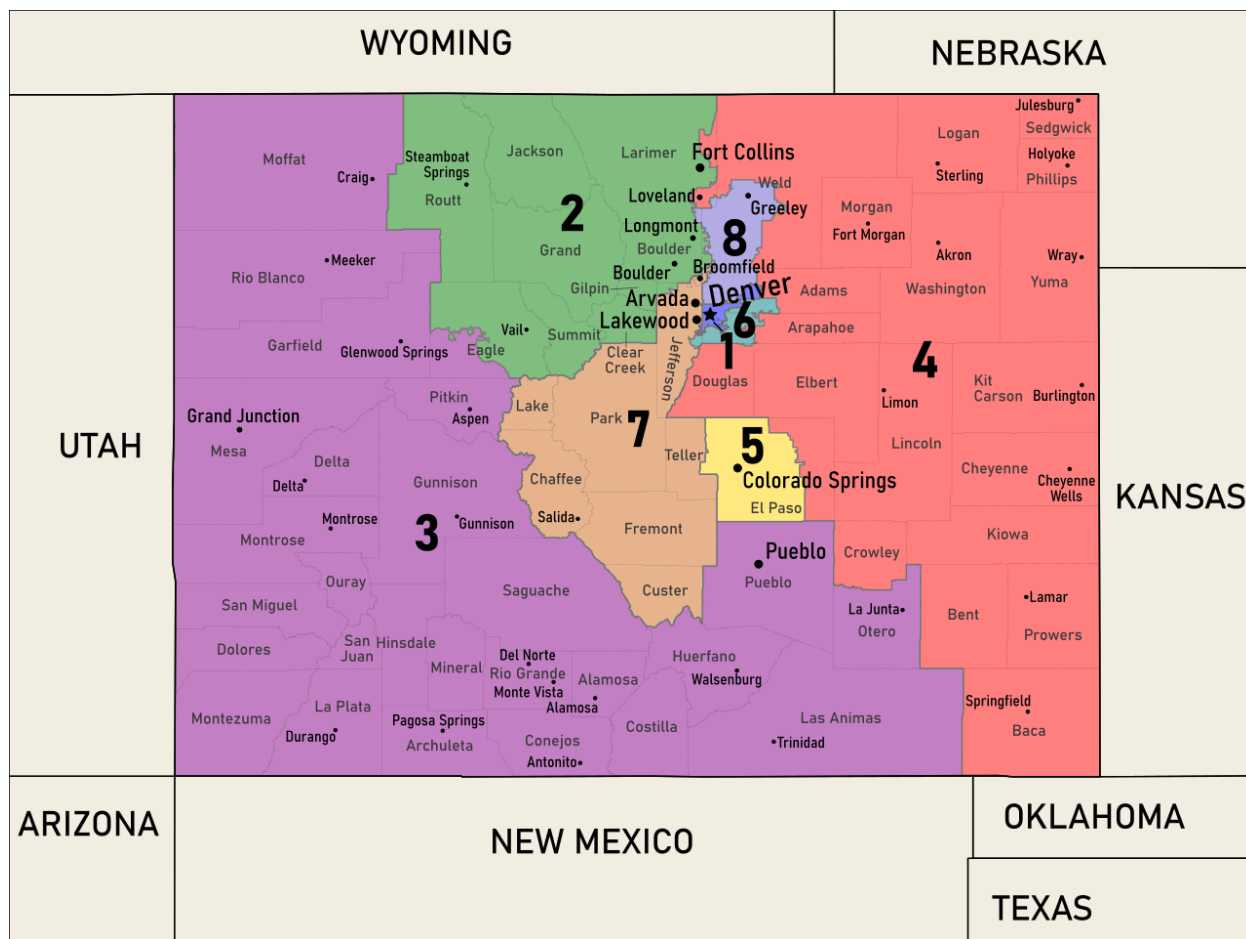 WYOMING
NEBRASKA
UTAH
KANSAS
ARIZONA
NEW MEXICO
OKLAHOMA
TEXAS
Moffat
Craig
Steamboat
Springs
Routt
Jackson
Larimer
Fort Collins
Loveland
Weld
Greeley
Logan
Sterling
Julesburg
Sedgwick
Holyoke
Phillips
Morgan
Fort Morgan
2
8
Grand
Longmont
Boulder
Boulder
Broomfield
Gilpin
Akron
Washington
Wray
Yuma
Rio Blanco
Meeker
Arvada
Denver
Lakewood
Adams
Arapahoe
6
1
Garfield
Glenwood Springs
Vail
Eagle
Summit
Clear
Creek
Jefferson
Douglas
Elbert
4
Limon
Kit
Carson
Burlington
Pitkin
Aspen
Lake
Park
7
Teller
5
Colorado Springs
El Paso
Lincoln
Cheyenne
Cheyenne
Wells
Grand Junction
Mesa
Delta
Delta
Gunnison
Gunnison
3
Montrose
Montrose
Chaffee
Salida
Fremont
Custer
Pueblo
Pueblo
Crowley
Kiowa
Ouray
San Miguel
Saguache
La Junta
Otero
Bent
Lamar
Prowers
Dolores
San
Juan
Hinsdale
Mineral
Del Norte
Rio Grande
Monte Vista
Alamosa
Alamosa
Huerfano
Walsenburg
Montezuma
La Plata
Durango
Pagosa Springs
Archuleta
Conejos
Antonito
Costilla
Las Animas
Trinidad
Springfield
Baca